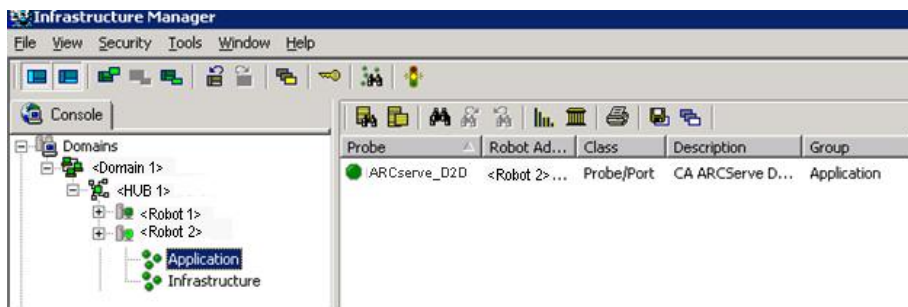 Infrastructure Manager
File View Security Tools Window Help
Console
Domains
<Domain 1>
<HUB 1>
<Robot 1>
<Robot 2>
Application
Infrastructure
Probe Robot Ad... Class Description Group
ARCserve_D2D <Robot 2>... Probe/Port CA ARCServe D... Application